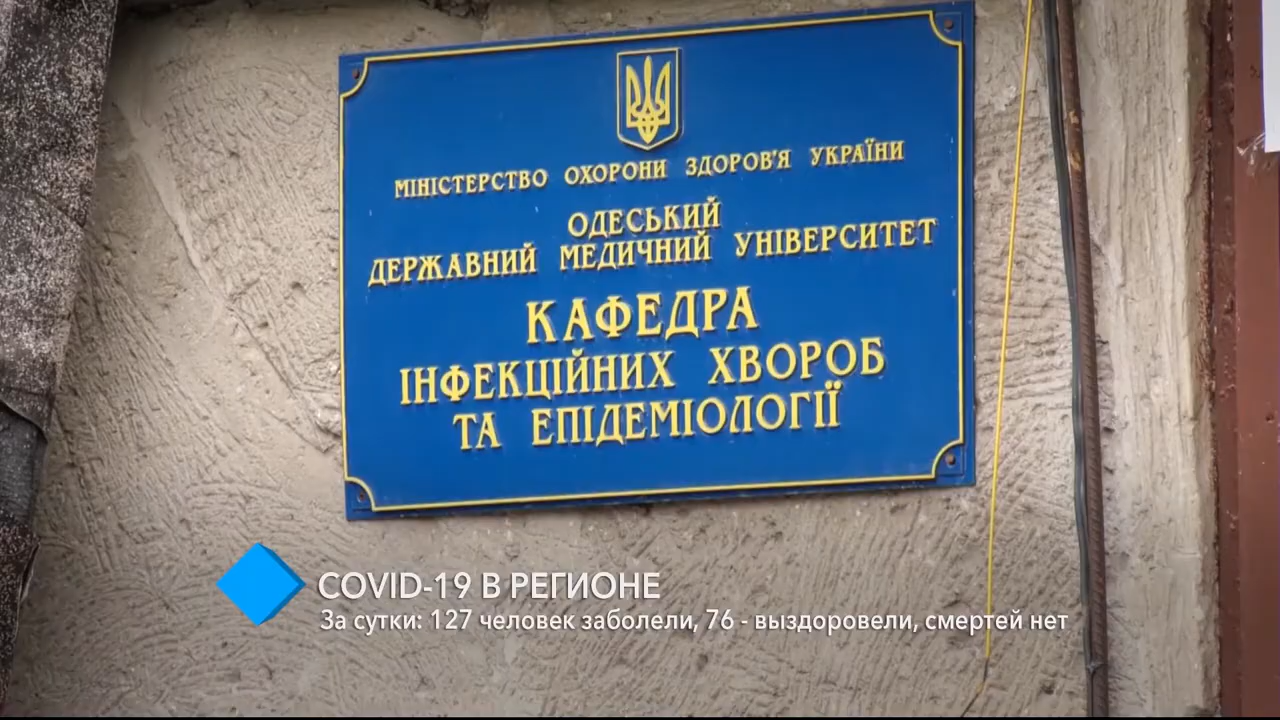 МІНІСТЕРСТВО ОХОРОНИ ЗДОРОВ'Я УКРАЇНИ
ОДЕСЬКИЙ
ДЕРЖАВНИЙ МЕДИЧНИЙ УНІВЕРСИТЕТ
КАФЕДРА
ІНФЕКЦІЙНИХ ХВОРОБ
ТА ЕПІДЕМІОЛОГІЇ
COVID-19 В РЕГИОНЕ
За сутки: 127 человек заболели, 76 - выздоровели, смертей нет